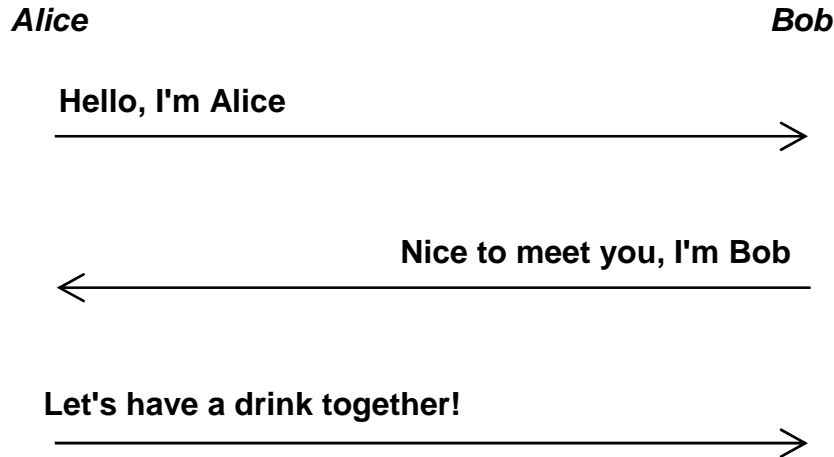 Alice Bob
Hello, I'm Alice
Nice to meet you, I'm Bob
Let's have a drink together!